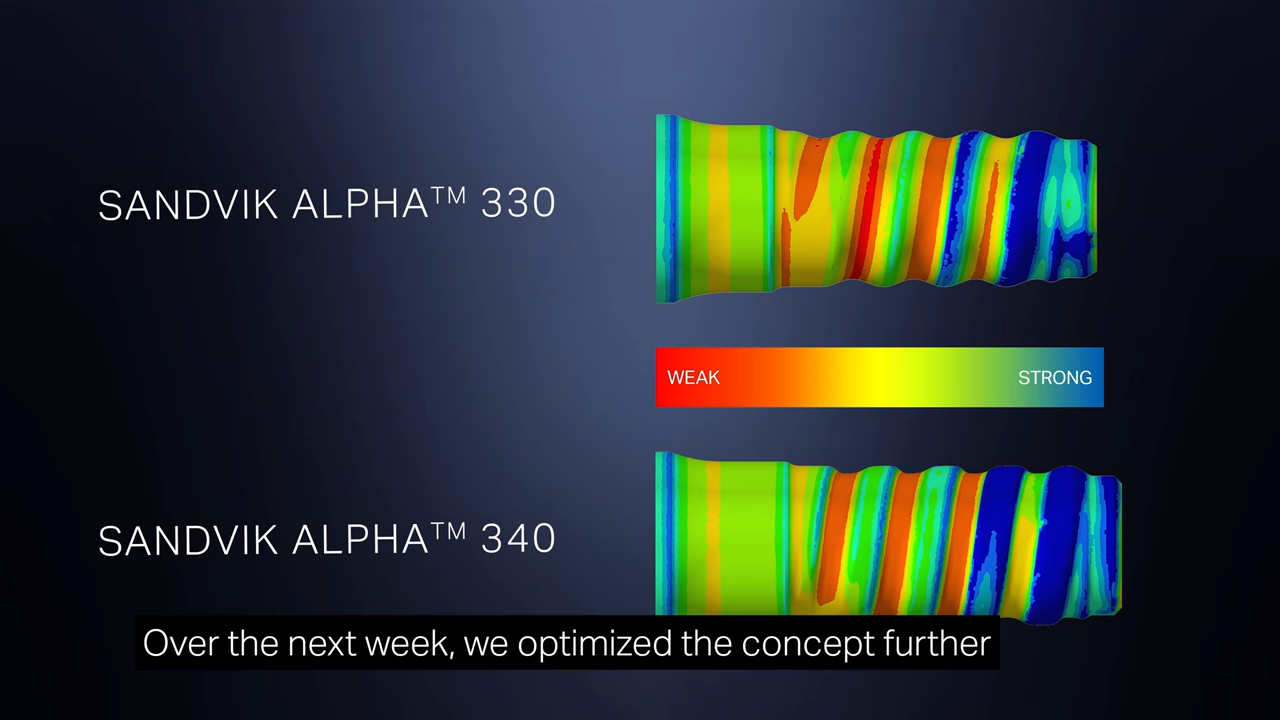 SANDVIK ALPHA™ 330
WEAK
STRONG
SANDVIK ALPHA™ 340
Over the next week, we optimized the concept further